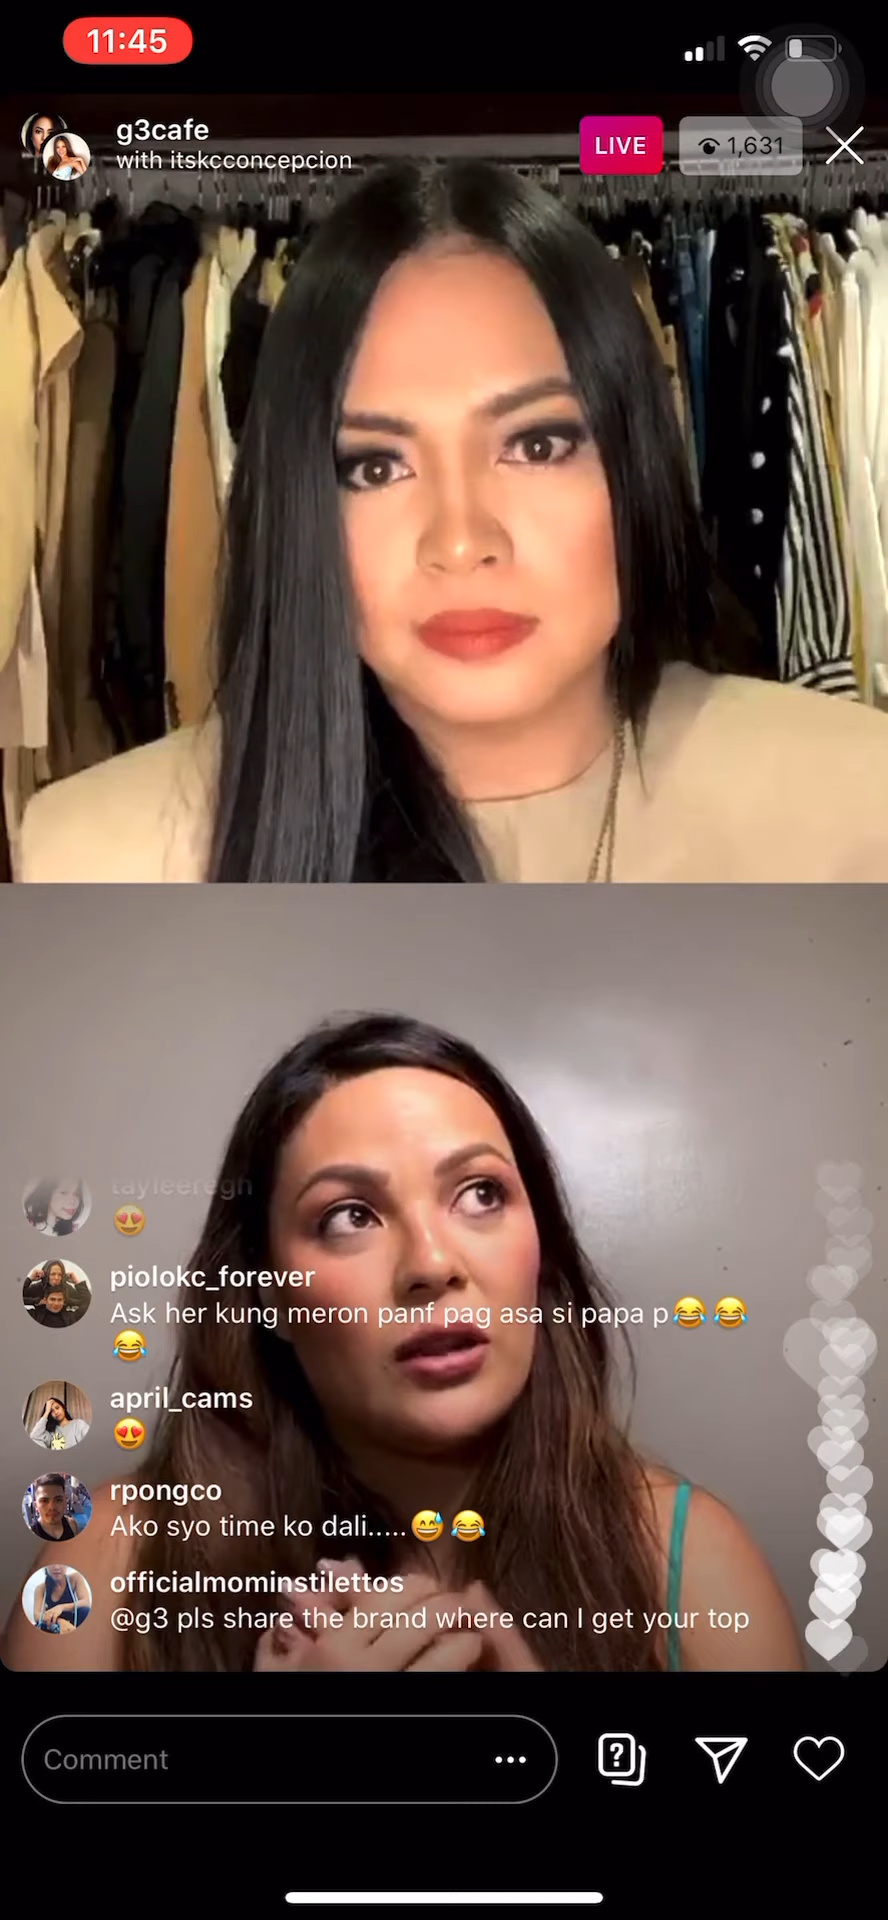 11:45
g3cafe
with itskcconcepcion
LIVE
1,631
tayleeregh
😍
piolokc_forever
Ask her kung meron panf pag asa si papa p😂😂
😂
april_cams
😍
rpongco
Ako syo time ko dali.....😅😂
officialmominstilettos
@g3 pls share the brand where can I get your top
Comment